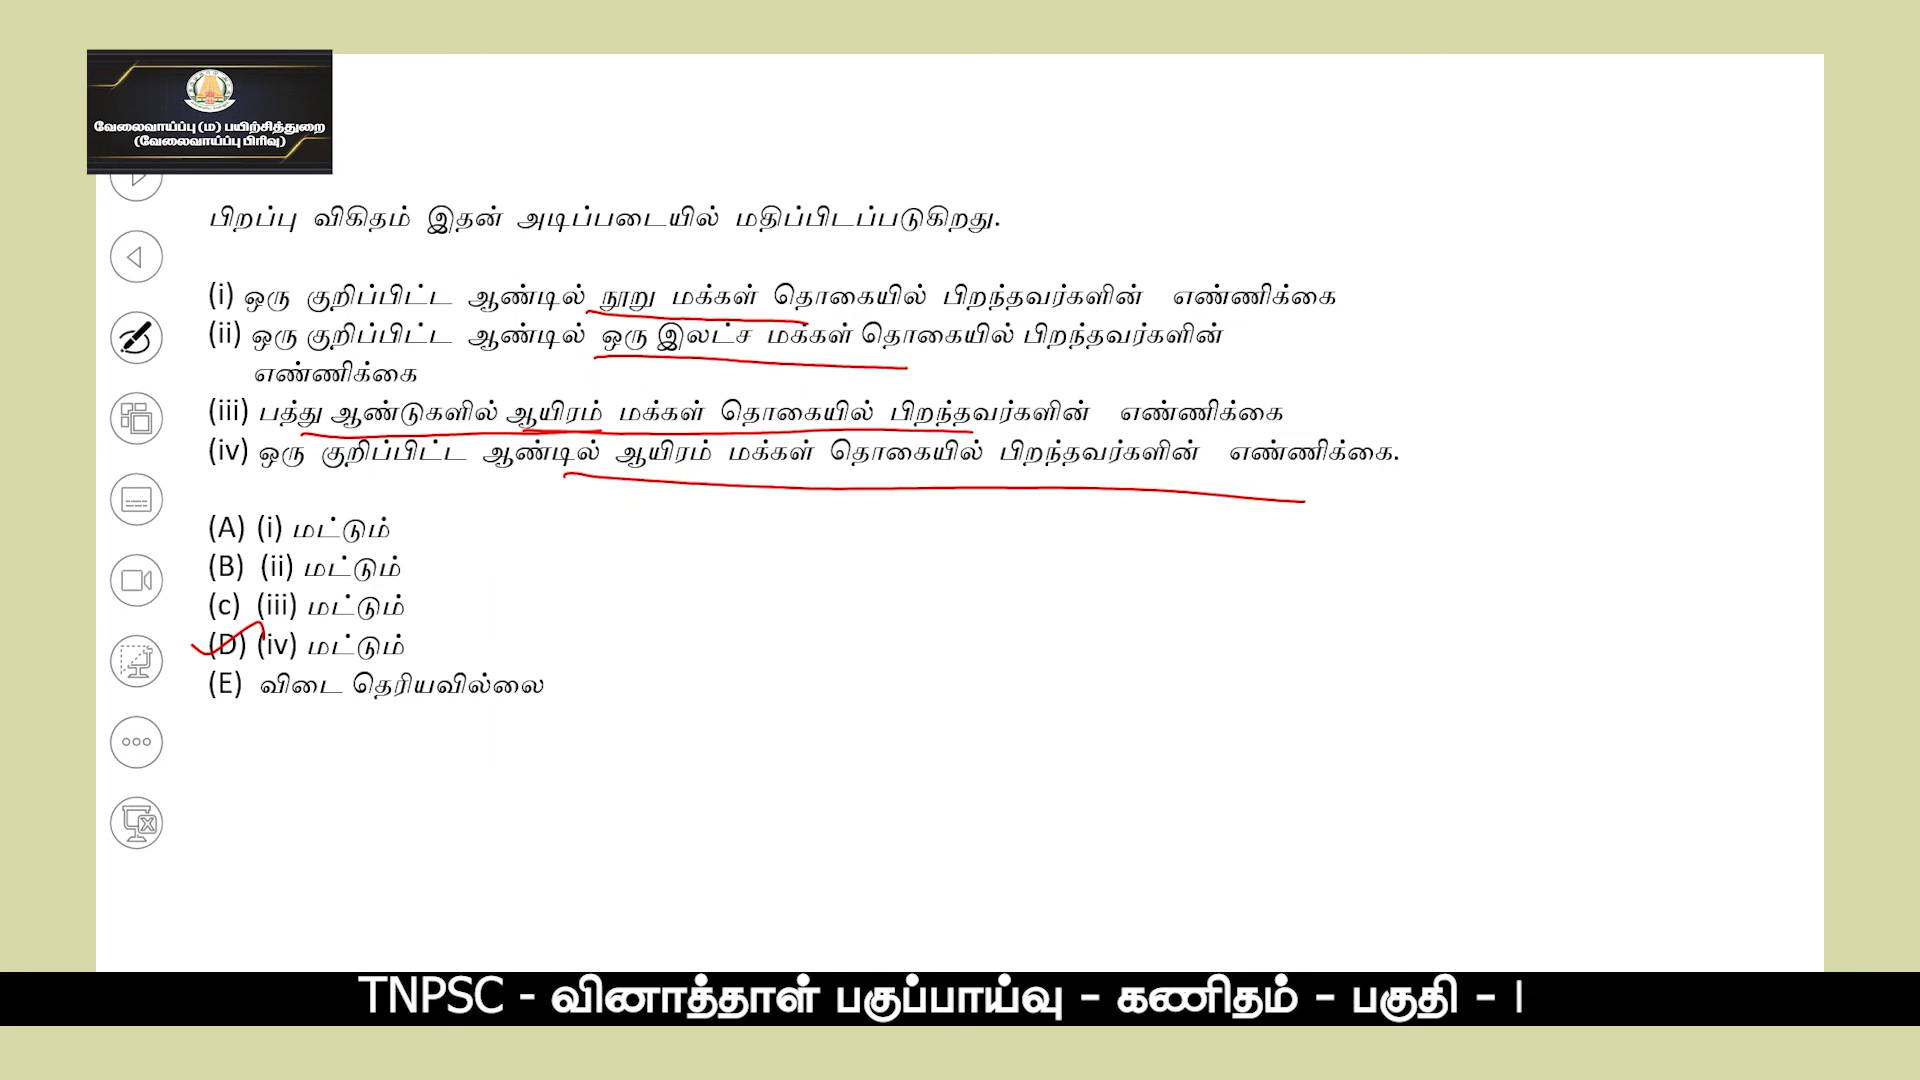 வேலைவாய்ப்பு (ம) பயிற்சித்துறை
(வேலைவாய்ப்பு பிரிவு)
பிறப்பு விகிதம் இதன் அடிப்படையில் மதிப்பிடப்படுகிறது.
(i) ஒரு குறிப்பிட்ட ஆண்டில் நூறு மக்கள் தொகையில் பிறந்தவர்களின் எண்ணிக்கை
(ii) ஒரு குறிப்பிட்ட ஆண்டில் ஒரு இலட்ச மக்கள் தொகையில் பிறந்தவர்களின்
எண்ணிக்கை
(iii) பத்து ஆண்டுகளில் ஆயிரம் மக்கள் தொகையில் பிறந்தவர்களின் எண்ணிக்கை
(iv) ஒரு குறிப்பிட்ட ஆண்டில் ஆயிரம் மக்கள் தொகையில் பிறந்தவர்களின் எண்ணிக்கை.
(A) (i) மட்டும்
(B) (ii) மட்டும்
(c) (iii) மட்டும்
(D) (iv) மட்டும்
(E) விடை தெரியவில்லை
TNPSC - வினாத்தாள் பகுப்பாய்வு - கணிதம் - பகுதி - I